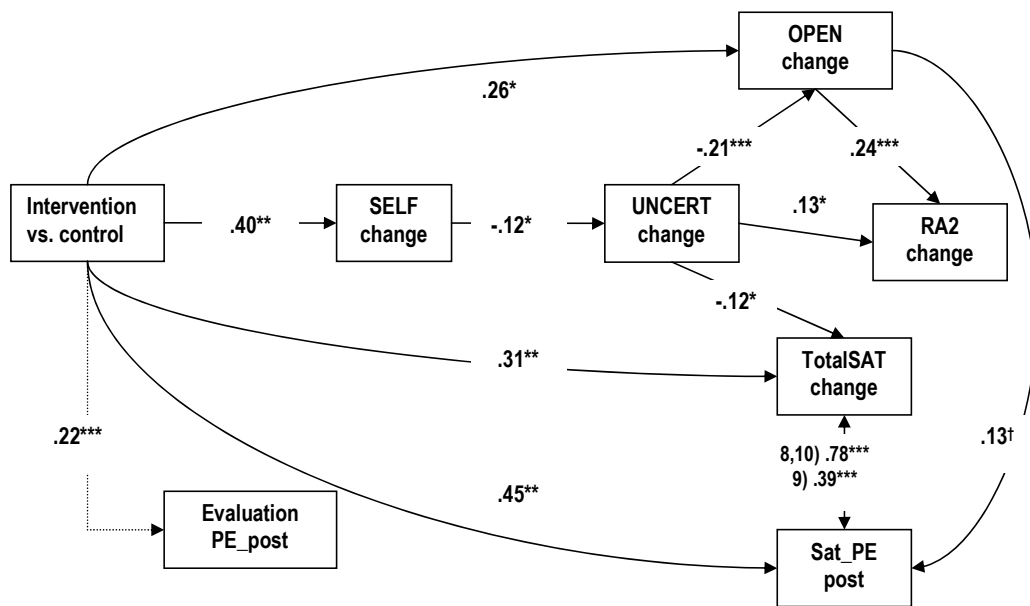 OPEN
change
.26*
-.21***
.24***
Intervention
vs. control
.40**
SELF
change
-.12*
UNCERT
change
.13*
RA2
change
-.12*
.31**
TotalSAT
change
.22***
8,10) .78***
9) .39***
.13†
.45**
Evaluation
PE_post
Sat_PE
post